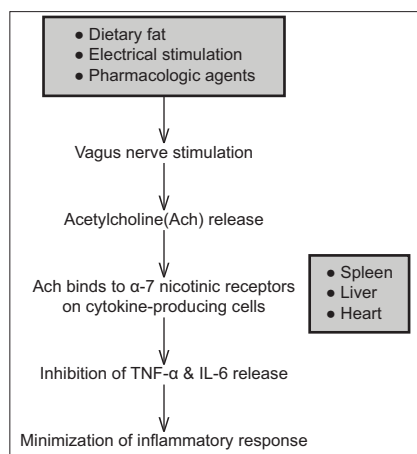 ● Dietary fat
● Electrical stimulation
● Pharmacologic agents
Vagus nerve stimulation
Acetylcholine(Ach) release
Ach binds to α-7 nicotinic receptors
on cytokine-producing cells
● Spleen
● Liver
● Heart
Inhibition of TNF-α & IL-6 release
Minimization of inflammatory response